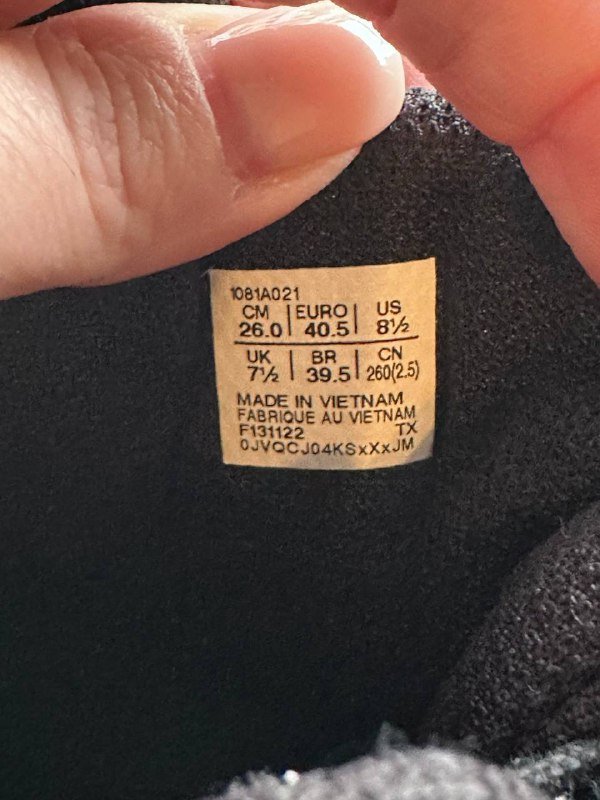 1081A021
CM | EURO | US
26.0 | 40.5 | 8½
UK | BR | CN
7½ | 39.5 | 260(2.5)
MADE IN VIETNAM
FABRIQUE AU VIETNAM
F131122 TX
0JVQCJ04KSxXxJM